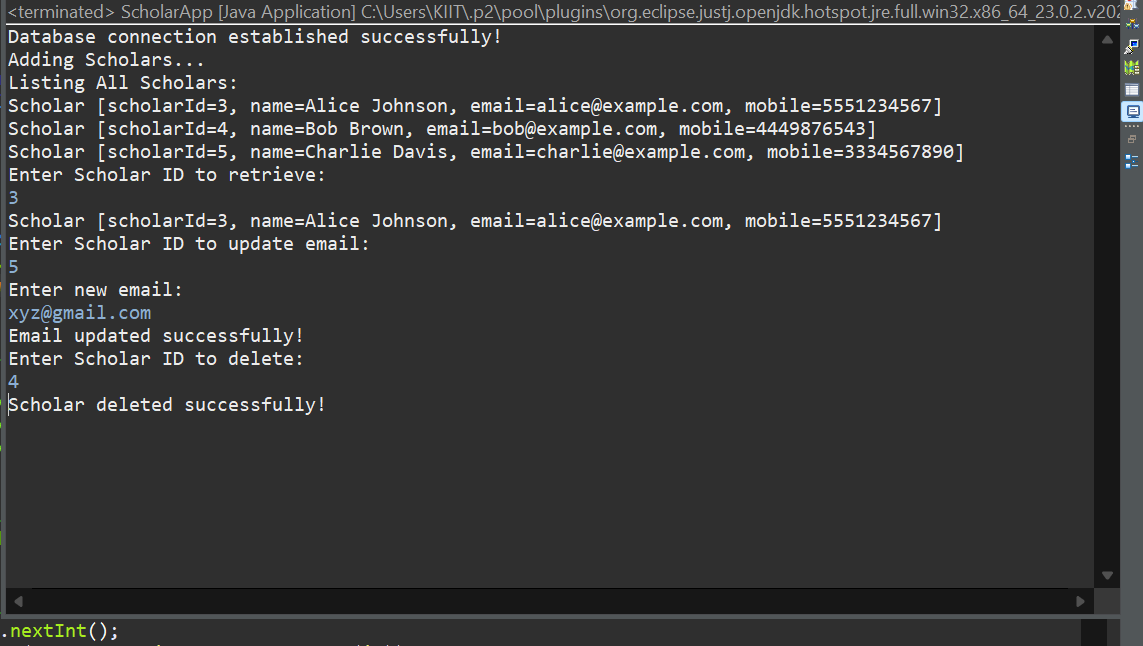 <terminated> ScholarApp [Java Application] C:\Users\KIIT\.p2\pool\plugins\org.eclipse.justj.openjdk.hotspot.jre.full.win32.x86_64_23.0.2.v202
Database connection established successfully!
Adding Scholars...
Listing All Scholars:
Scholar [scholarId=3, name=Alice Johnson, email=alice@example.com, mobile=5551234567]
Scholar [scholarId=4, name=Bob Brown, email=bob@example.com, mobile=4449876543]
Scholar [scholarId=5, name=Charlie Davis, email=charlie@example.com, mobile=3334567890]
Enter Scholar ID to retrieve:
3
Scholar [scholarId=3, name=Alice Johnson, email=alice@example.com, mobile=5551234567]
Enter Scholar ID to update email:
5
Enter new email:
xyz@gmail.com
Email updated successfully!
Enter Scholar ID to delete:
4
Scholar deleted successfully!
.nextInt();